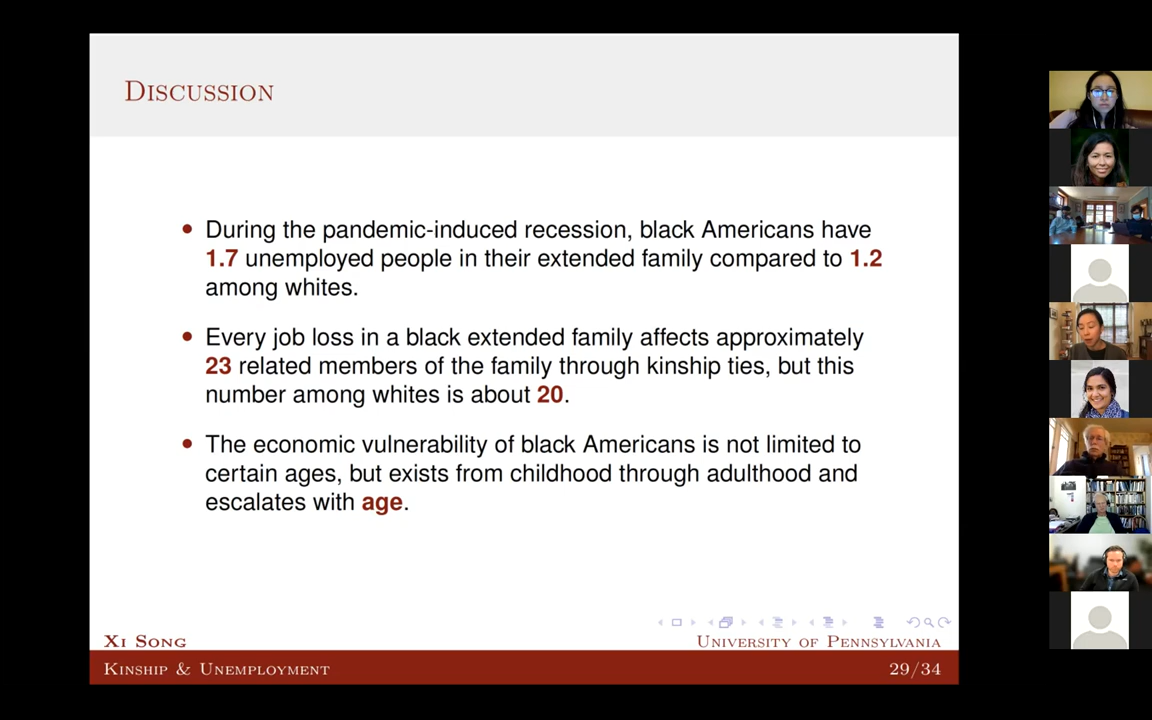 Discussion
During the pandemic-induced recession, black Americans have
1.7 unemployed people in their extended family compared to 1.2
among whites.
Every job loss in a black extended family affects approximately
23 related members of the family through kinship ties, but this
number among whites is about 20.
The economic vulnerability of black Americans is not limited to
certain ages, but exists from childhood through adulthood and
escalates with age.
Xi Song
University of Pennsylvania
Kinship & Unemployment
29/34